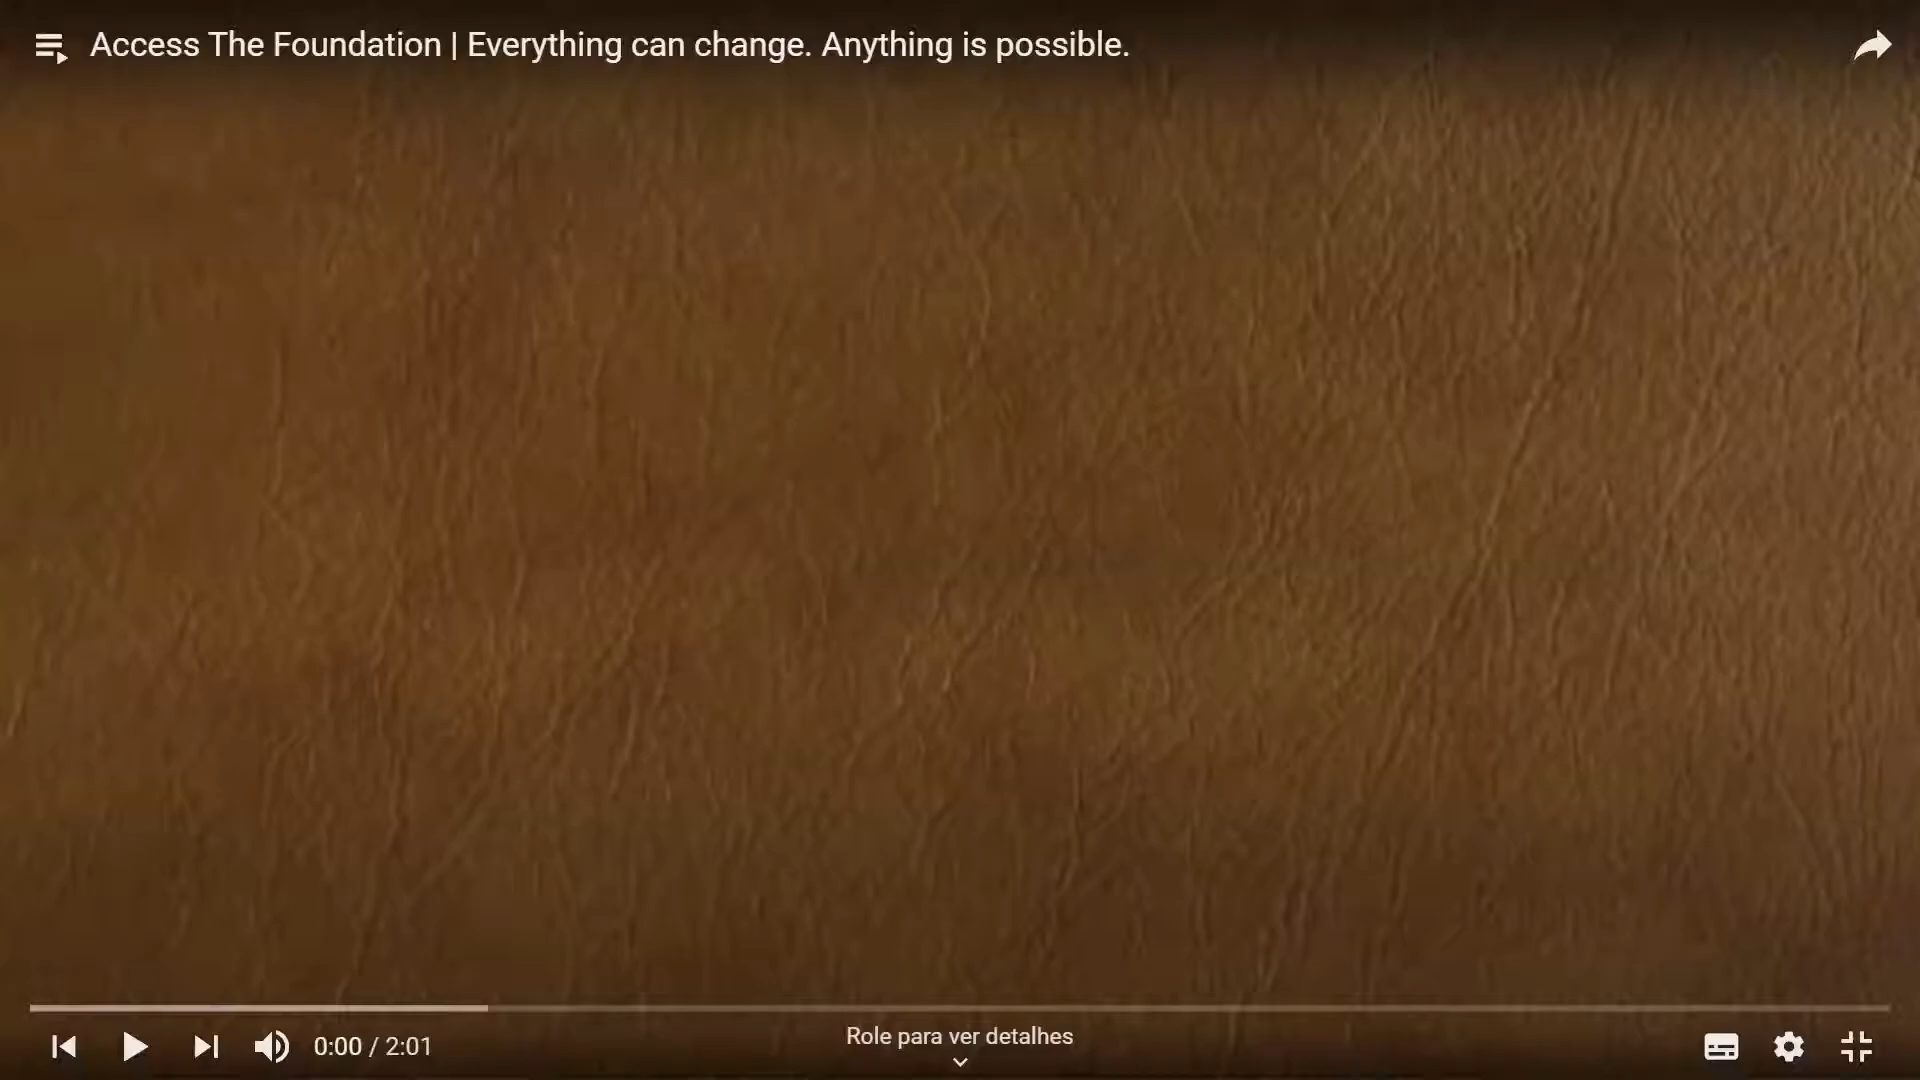 Access The Foundation | Everything can change. Anything is possible.
0:00 / 2:01
Role para ver detalhes